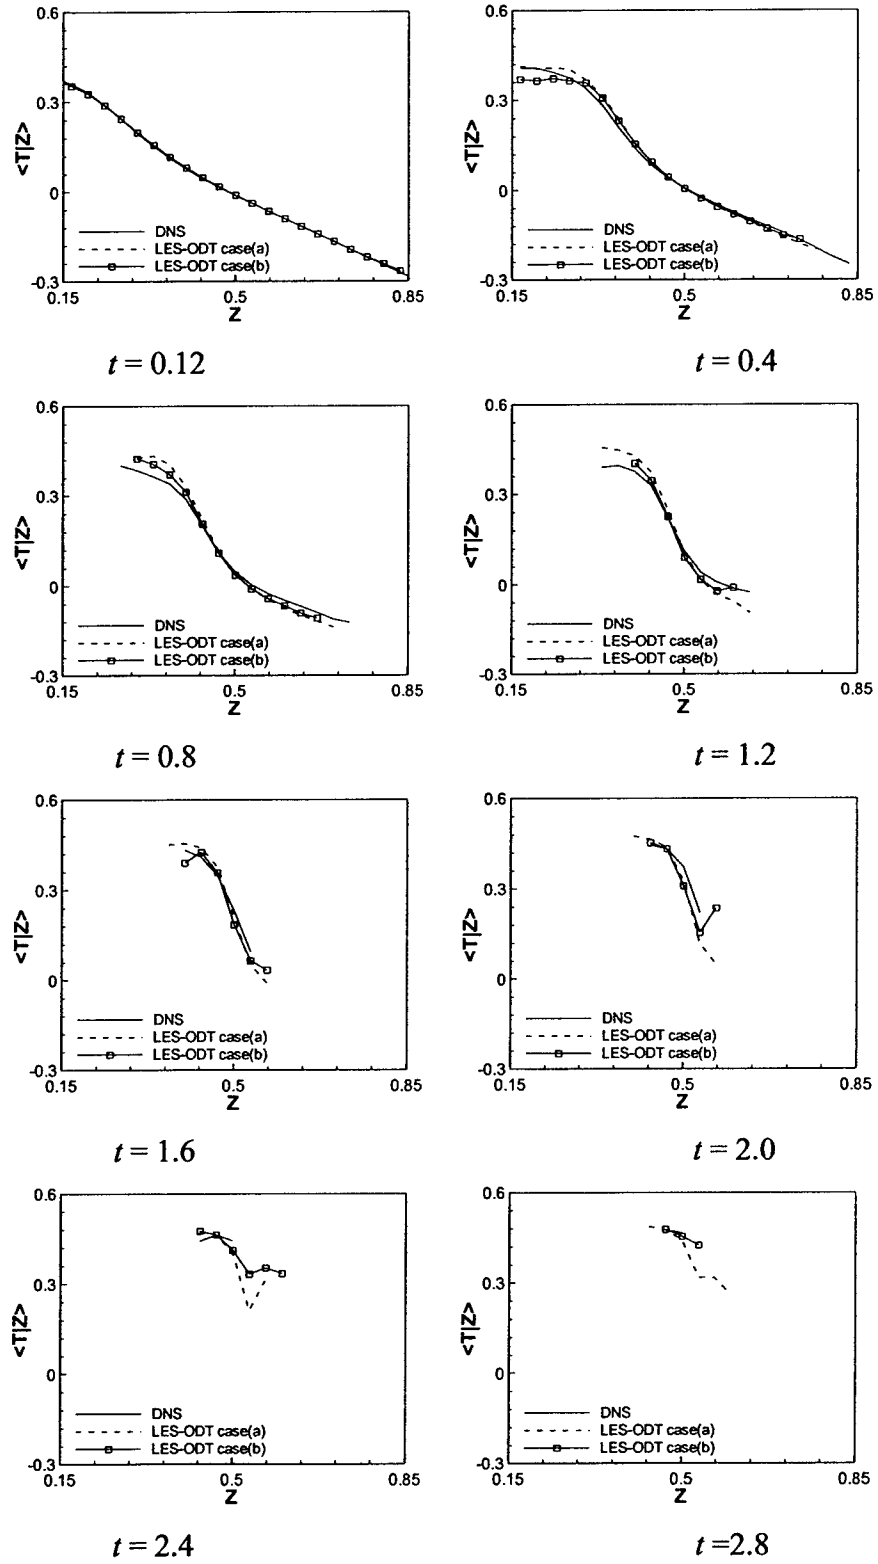 0.6
0.3
0
-0.3
<T|Z>
DNS
LES-ODT case(a)
LES-ODT case(b)
0.15
0.5
0.85
Z
t = 0.12
0.6
0.3
0
-0.3
<T|Z>
DNS
LES-ODT case(a)
LES-ODT case(b)
0.15
0.5
0.85
Z
t = 0.4
0.6
0.3
0
-0.3
<T|Z>
DNS
LES-ODT case(a)
LES-ODT case(b)
0.15
0.5
0.85
Z
t = 0.8
0.6
0.3
0
-0.3
<T|Z>
DNS
LES-ODT case(a)
LES-ODT case(b)
0.15
0.5
0.85
Z
t = 1.2
0.6
0.3
0
-0.3
<T|Z>
DNS
LES-ODT case(a)
LES-ODT case(b)
0.15
0.5
0.85
Z
t = 1.6
0.6
0.3
0
-0.3
<T|Z>
DNS
LES-ODT case(a)
LES-ODT case(b)
0.15
0.5
0.85
Z
t = 2.0
0.6
0.3
0
-0.3
<T|Z>
DNS
LES-ODT case(a)
LES-ODT case(b)
0.15
0.5
0.85
Z
t = 2.4
0.6
0.3
0
-0.3
<T|Z>
DNS
LES-ODT case(a)
LES-ODT case(b)
0.15
0.5
0.85
Z
t =2.8